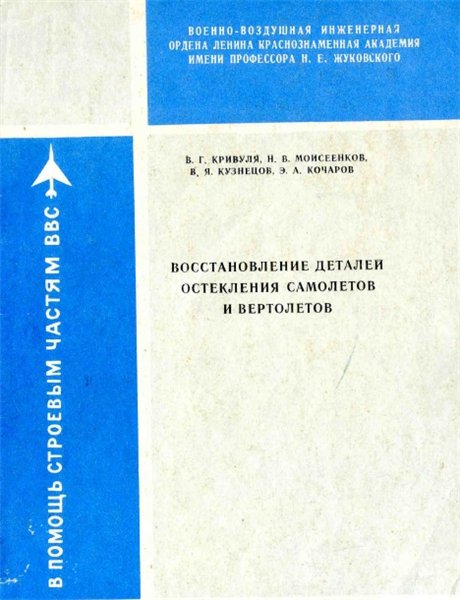 ВОЕННО-ВОЗДУШНАЯ ИНЖЕНЕРНАЯ
ОРДЕНА ЛЕНИНА КРАСНОЗНАМЕННАЯ АКАДЕМИЯ
ИМЕНИ ПРОФЕССОРА Н. Е. ЖУКОВСКОГО
В. Г. КРИВУЛЯ, Н. В. МОИСЕЕНКОВ,
В. Я. КУЗНЕЦОВ, Э. А. КОЧАРОВ
ВОССТАНОВЛЕНИЕ ДЕТАЛЕЙ
ОСТЕКЛЕНИЯ САМОЛЕТОВ
И ВЕРТОЛЕТОВ
В ПОМОЩЬ СТРОЕВЫМ ЧАСТЯМ ВВС